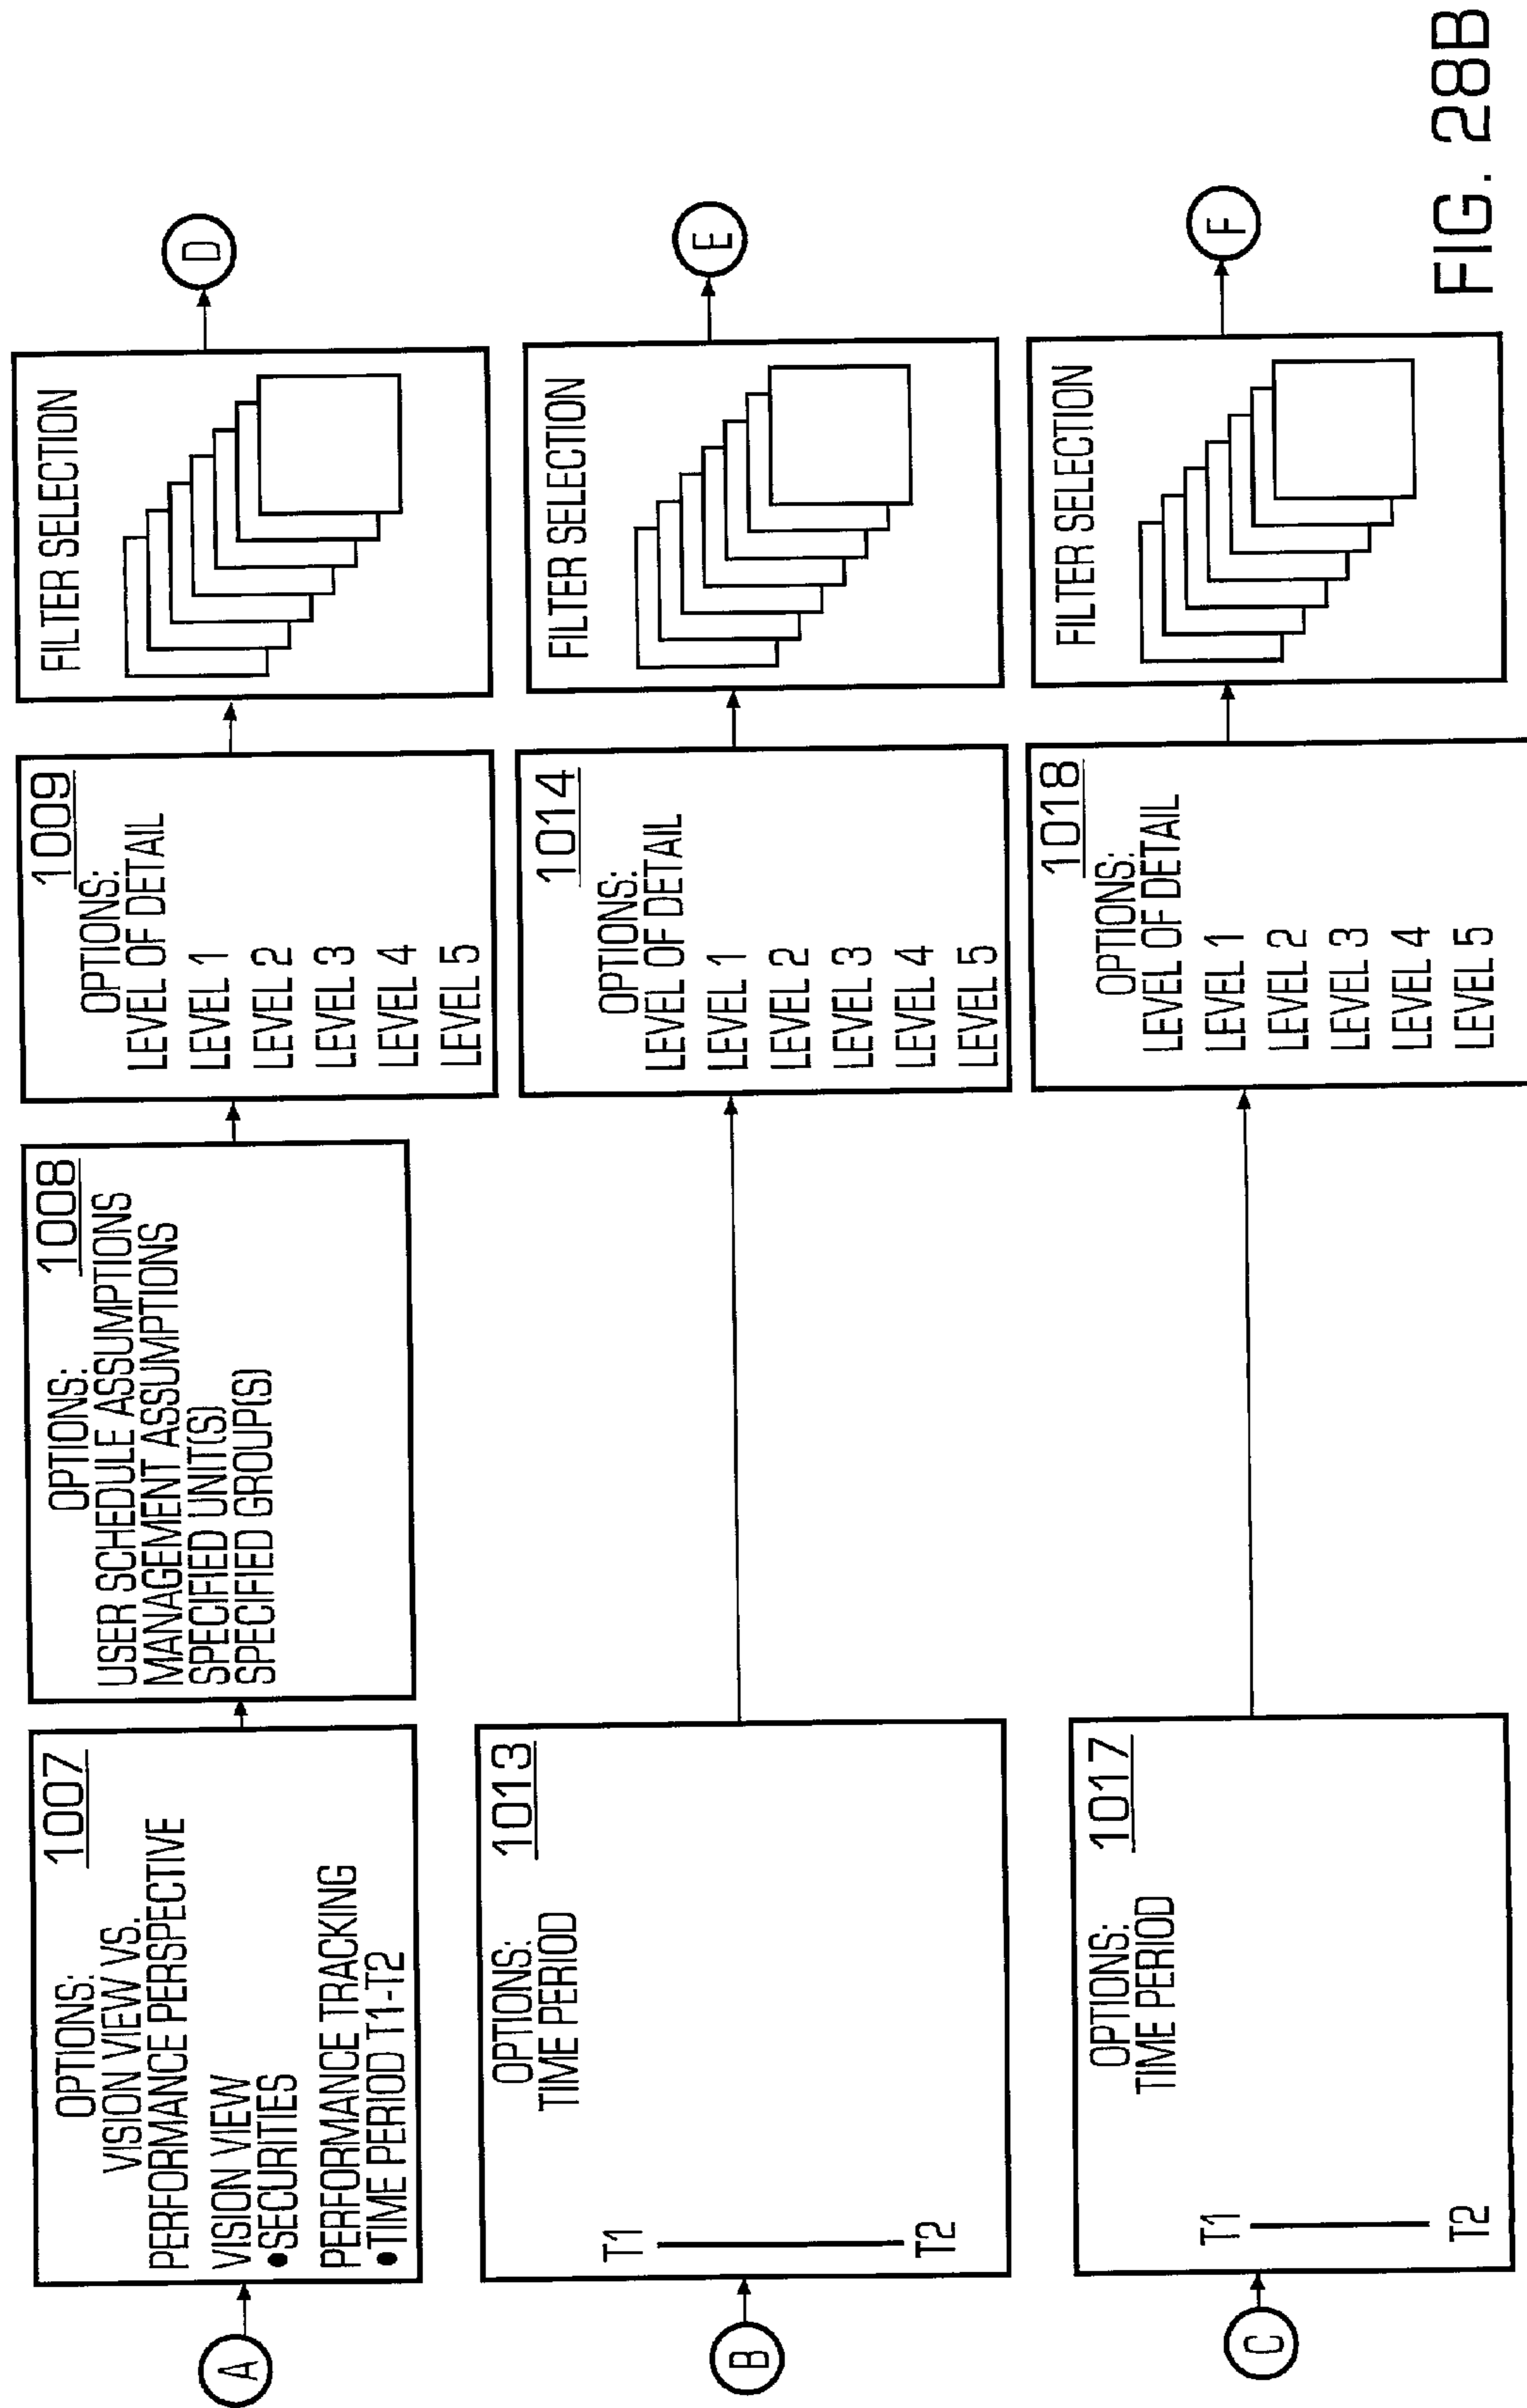 A
1007
OPTIONS:
VISION VIEW VS.
PERFORMANCE PERSPECTIVE
VISION VIEW
•SECURITIES
PERFORMANCE TRACKING
•TIME PERIOD T1-T2
1008
OPTIONS:
USER SCHEDULE ASSUMPTIONS
MANAGEMENT ASSUMPTIONS
SPECIFIED UNIT(S)
SPECIFIED GROUP(S)
1009
OPTIONS:
LEVEL OF DETAIL
LEVEL 1
LEVEL 2
LEVEL 3
LEVEL 4
LEVEL 5
FILTER SELECTION
D
B
1013
OPTIONS:
TIME PERIOD
T1
T2
1014
OPTIONS:
LEVEL OF DETAIL
LEVEL 1
LEVEL 2
LEVEL 3
LEVEL 4
LEVEL 5
FILTER SELECTION
E
C
1017
OPTIONS:
TIME PERIOD
T1
T2
1018
OPTIONS:
LEVEL OF DETAIL
LEVEL 1
LEVEL 2
LEVEL 3
LEVEL 4
LEVEL 5
FILTER SELECTION
F
FIG. 28B